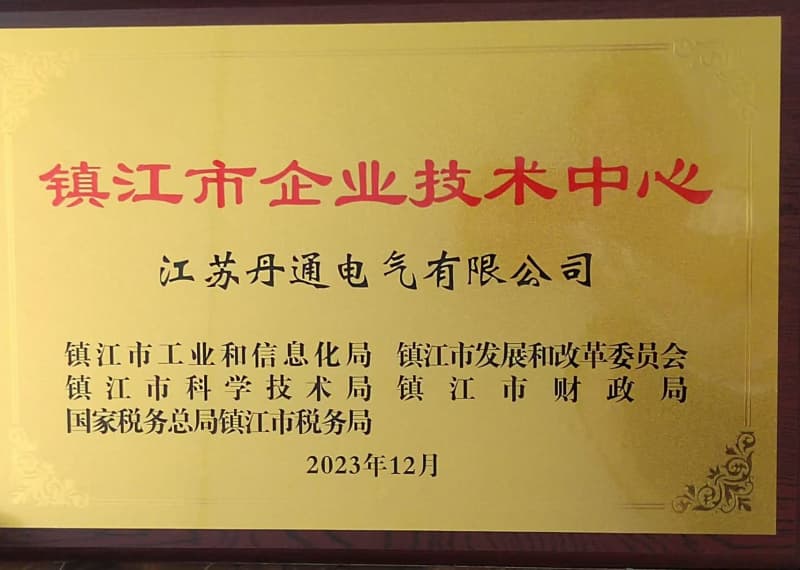 镇江市企业技术中心
江苏丹通电气有限公司
镇江市工业和信息化局 镇江市发展和改革委员会
镇江市科学技术局 镇江市财政局
国家税务总局镇江市税务局
2023年12月